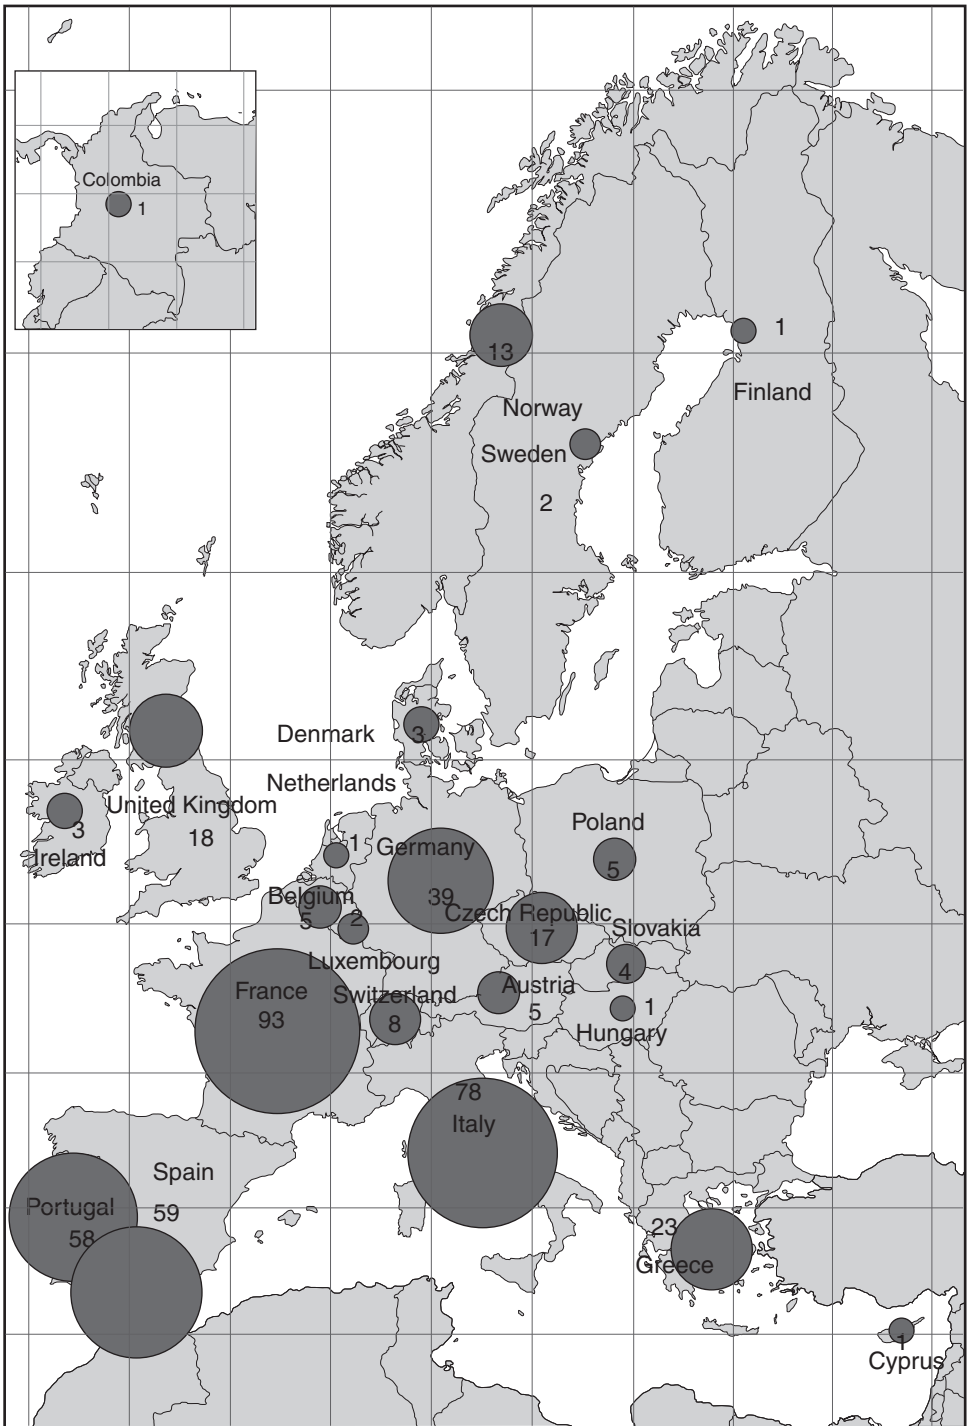 Colombia
1
13
1
Finland
Norway
Sweden
2
Denmark
3
Netherlands
United Kingdom
18
3
Ireland
1
Germany
39
Poland
5
Belgium
5
2
Luxembourg
Czech Republic
17
Slovakia
4
France
93
Switzerland
8
Austria
5
1
Hungary
78
Italy
Spain
59
Portugal
58
23
Greece
1
Cyprus